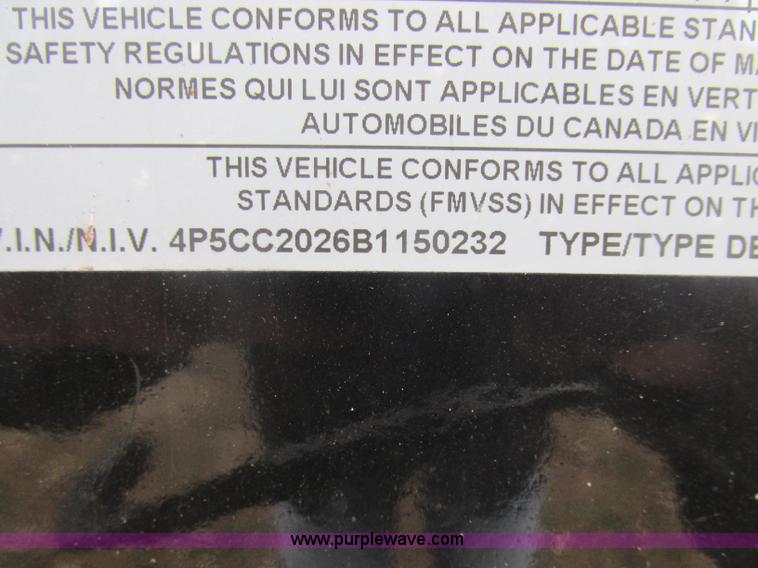 THIS VEHICLE CONFORMS TO ALL APPLICABLE STAN
SAFETY REGULATIONS IN EFFECT ON THE DATE OF MA
NORMES QUI LUI SONT APPLICABLES EN VERT
AUTOMOBILES DU CANADA EN VI
THIS VEHICLE CONFORMS TO ALL APPLIC
STANDARDS (FMVSS) IN EFFECT ON TH
V.I.N./N.I.V. 4P5CC2026B1150232 TYPE/TYPE DE
www.purplewave.com